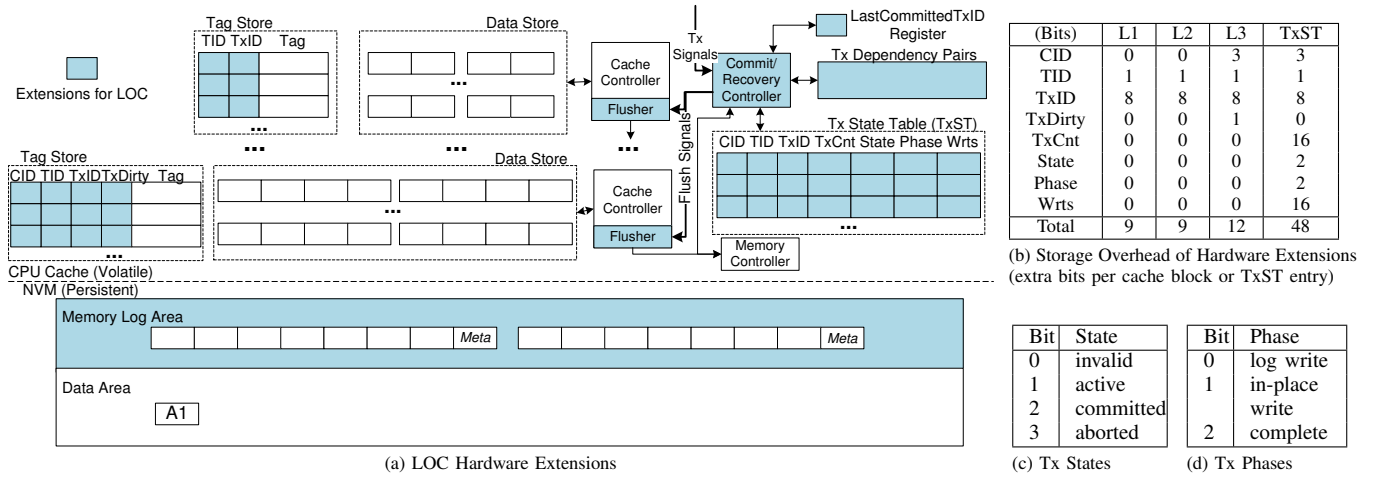 Extensions for LOC
Tag Store
TID TxID Tag
...
Data Store
...
...
Cache
Controller
Flusher
...
Tx
Signals
Commit/
Recovery
Controller
LastCommittedTxID
Register
Tx Dependency Pairs
Flush Signals
Tx State Table (TxST)
CID TID TxID TxCnt State Phase Wrts
...
Tag Store
CID TID TxID TxDirty Tag
...
Data Store
...
Cache
Controller
Flusher
Memory
Controller
CPU Cache (Volatile)
NVM (Persistent)
Memory Log Area
Meta
Meta
Data Area
A1
(a) LOC Hardware Extensions
(Bits) L1 L2 L3 TxST
CID 0 0 3 3
TID 1 1 1 1
TxID 8 8 8 8
TxDirty 0 0 1 0
TxCnt 0 0 0 16
State 0 0 0 2
Phase 0 0 0 2
Wrts 0 0 0 16
Total 9 9 12 48
(b) Storage Overhead of Hardware Extensions
(extra bits per cache block or TxST entry)
Bit State
0 invalid
1 active
2 committed
3 aborted
(c) Tx States
Bit Phase
0 log write
1 in-place
write
2 complete
(d) Tx Phases